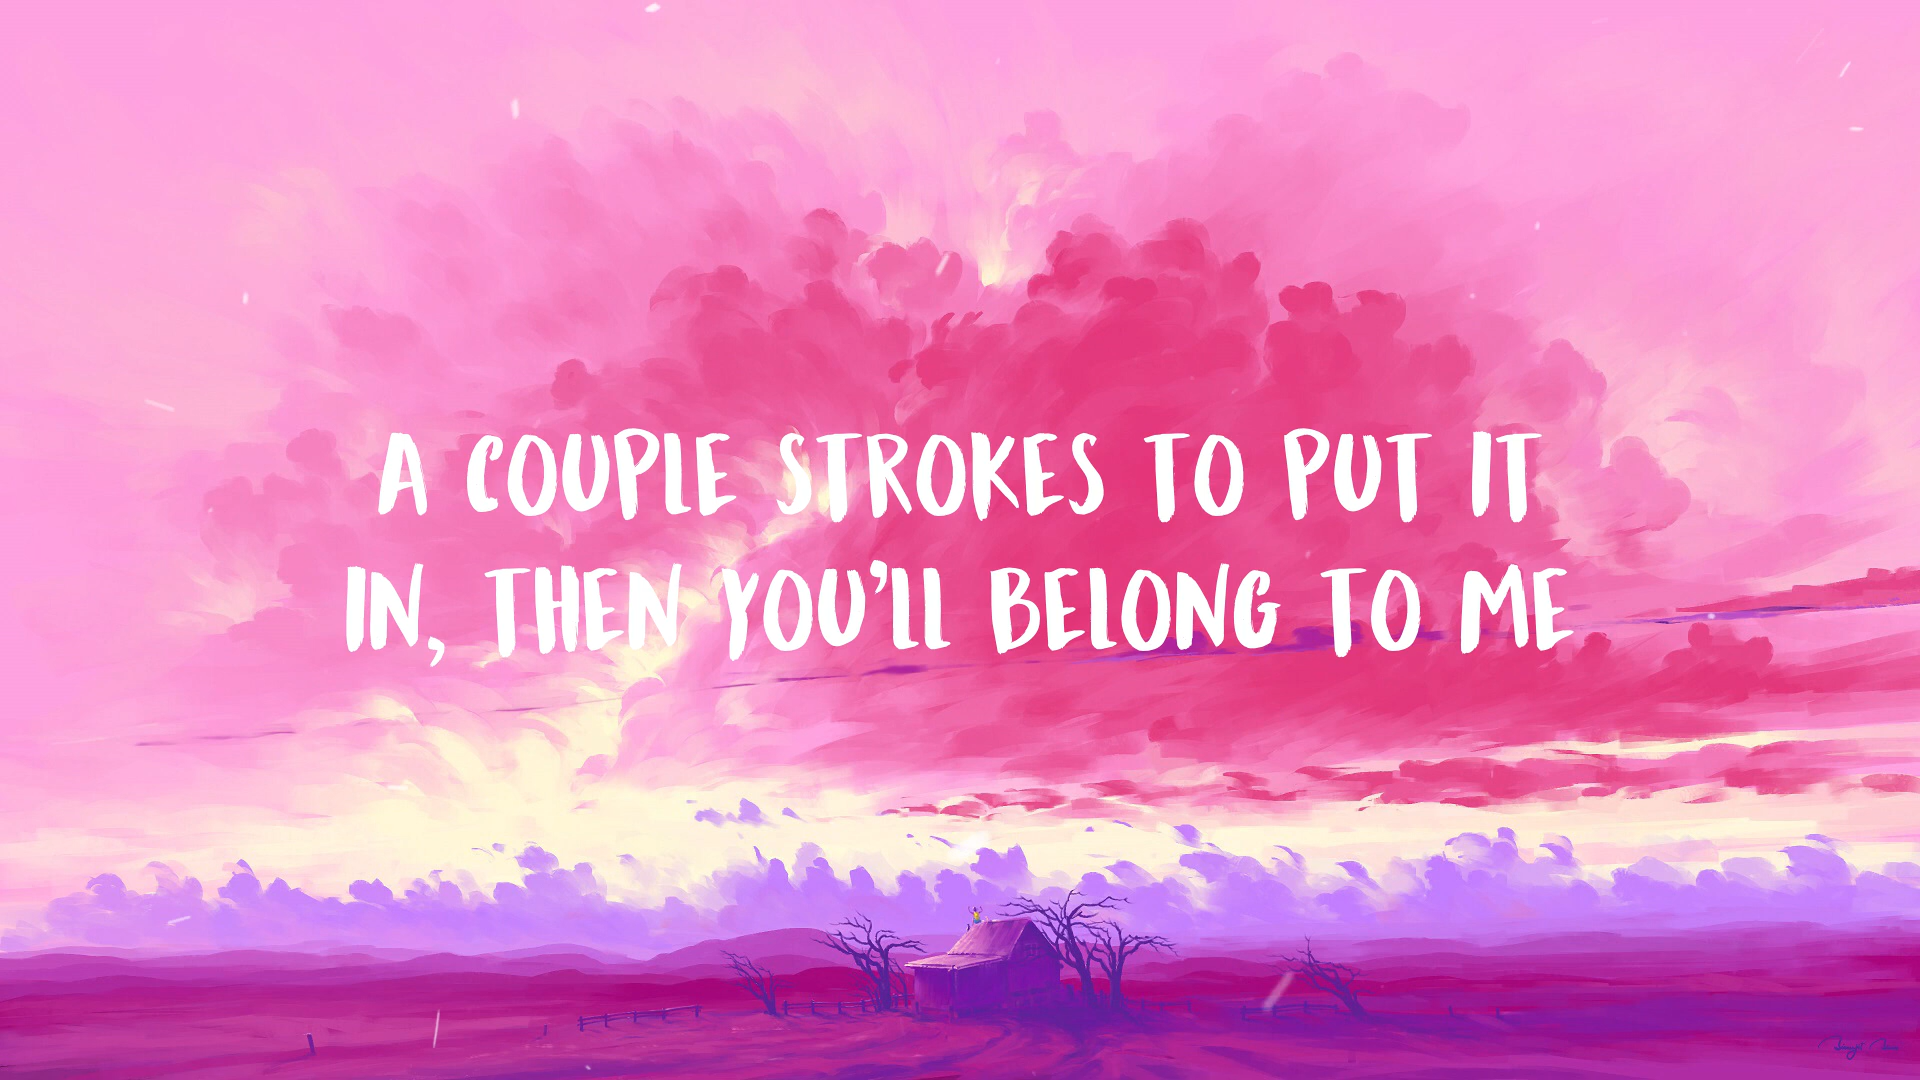 A COUPLE STROKES TO PUT IT
IN, THEN YOU'LL BELONG TO ME